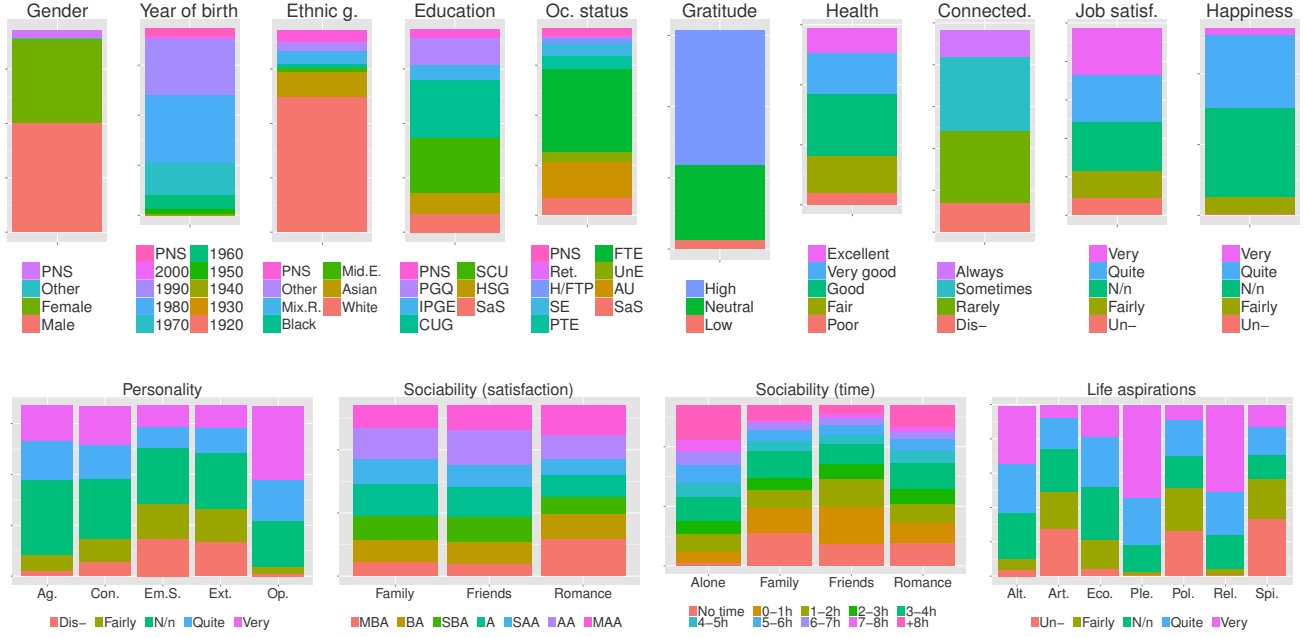 Gender Year of birth Ethnic g. Education Oc. status Gratitude Health Connected. Job satisf. Happiness
PNS
Other
Female
Male
PNS 1960
2000 1950
1990 1940
1980 1930
1970 1920
PNS Mid.E.
Other Asian
Mix.R. White
Black
PNS SCU
PGQ HSG
IPGE SaS
CUG
PNS FTE
Ret. UnE
H/FTP AU
SE SaS
PTE
High
Neutral
Low
Excellent
Very good
Good
Fair
Poor
Always
Sometimes
Rarely
Dis–
Very
Quite
N/n
Fairly
Un–
Very
Quite
N/n
Fairly
Un–
Personality
Ag. Con. Em.S. Ext. Op.
Dis– Fairly N/n Quite Very
Sociability (satisfaction)
Family Friends Romance
MBA BA SBA A SAA AA MAA
Sociability (time)
Alone Family Friends Romance
No time 0–1h 1–2h 2–3h 3–4h
4–5h 5–6h 6–7h 7–8h +8h
Life aspirations
Alt. Art. Eco. Ple. Pol. Rel. Spi.
Un– Fairly N/n Quite Very